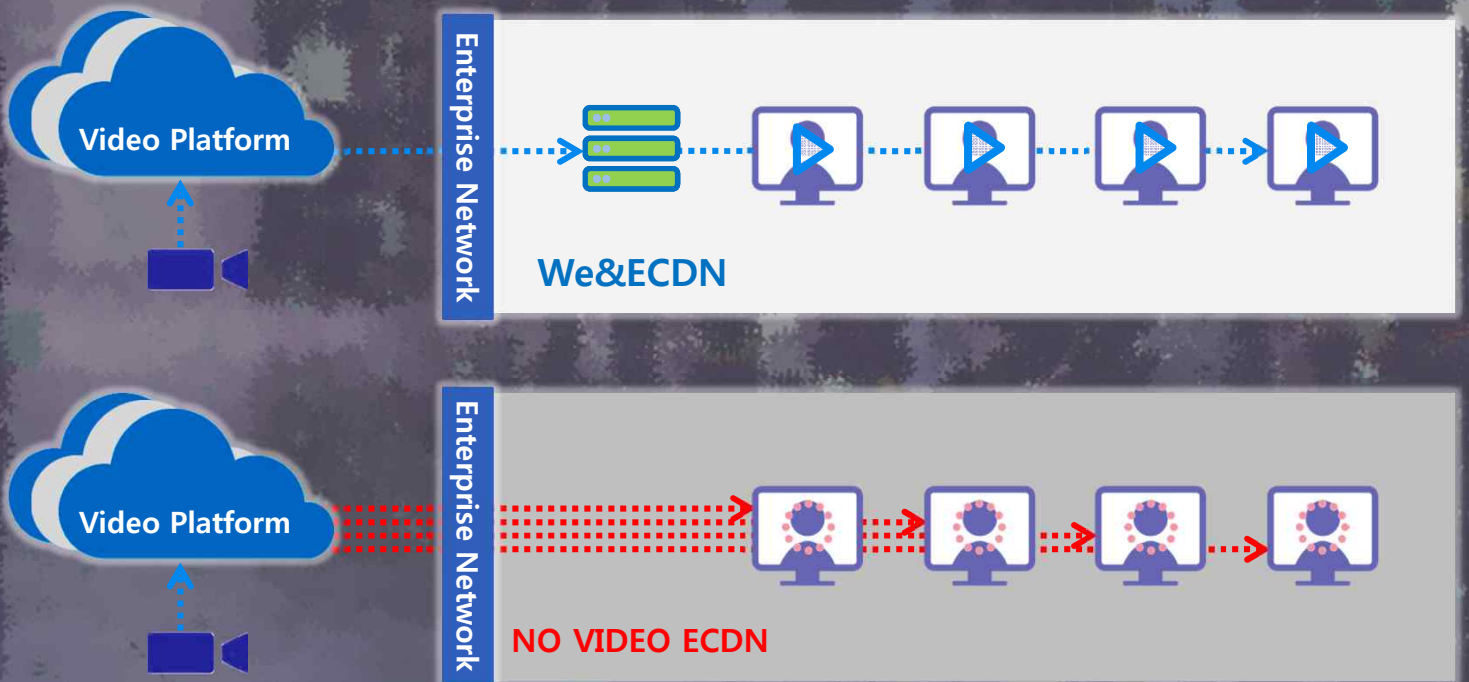 Video Platform
Enterprise Network
We&ECDN
Video Platform
Enterprise Network
NO VIDEO ECDN